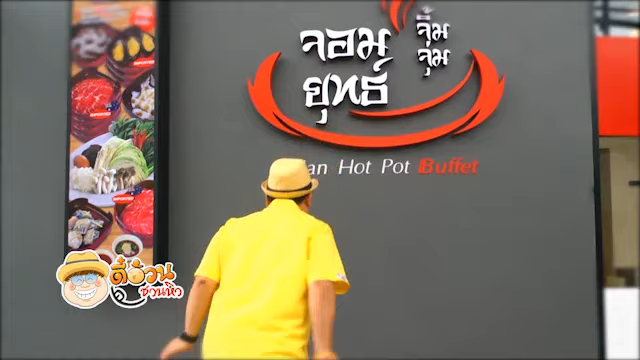 จอม
ยุทธ์
จิ้ม
จุ่ม
an Hot Pot Buffet
ตี๋อ้วน
ชวนหิว